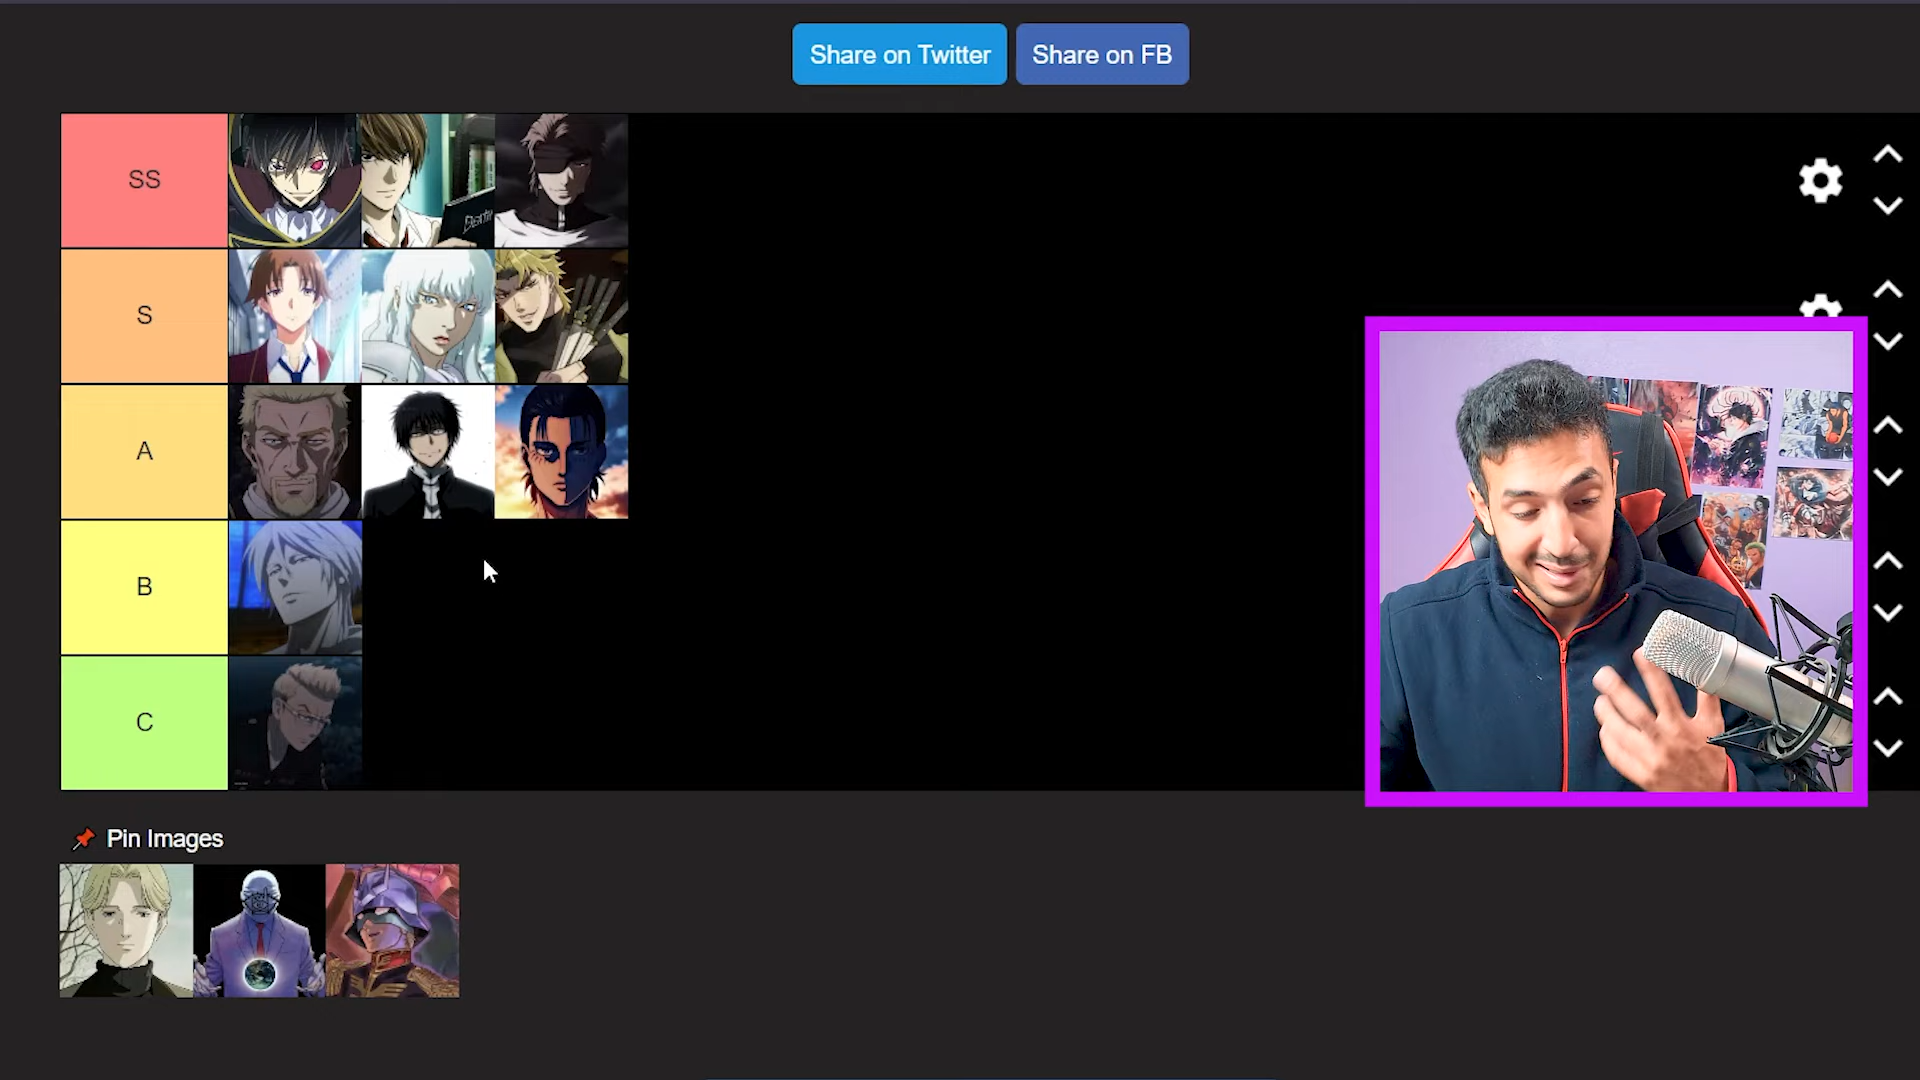 Share on Twitter
Share on FB
SS
S
A
B
C
Pin Images